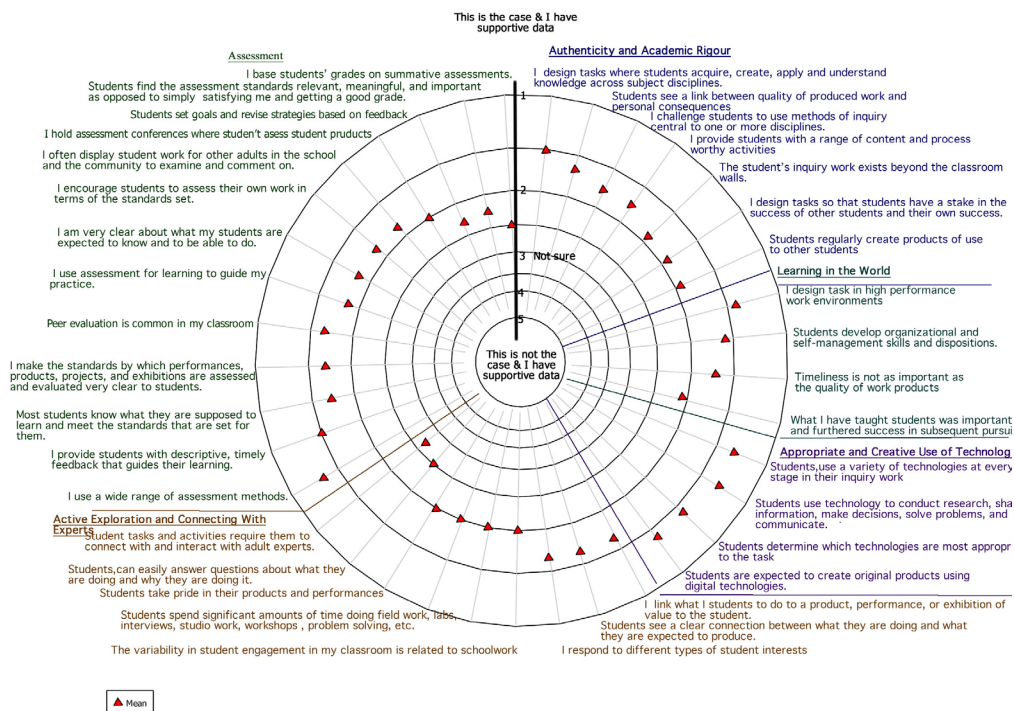 This is the case & I have
supportive data
Authenticity and Academic Rigour
I design tasks where students acquire, create, apply and understand
knowledge across subject disciplines.
Students see a link between quality of produced work and
personal consequences
I challenge students to use methods of inquiry
central to one or more disciplines.
I provide students with a range of content and process
worthy activities
The student's inquiry work exists beyond the classroom
walls.
I design tasks so that students have a stake in the
success of other students and their own success.
Students regularly create products of use
to other students
Learning in the World
I design task in high performance
work environments
Students develop organizational and
self-management skills and dispositions.
Timeliness is not as important as
the quality of work products
What I have taught students was important
and furthered success in subsequent pursui
Appropriate and Creative Use of Technolog
Students,use a variety of technologies at every
stage in their inquiry work
Students use technology to conduct research, sha
information, make decisions, solve problems, and
communicate.
Students determine which technologies are most appropr
to the task
Students are expected to create original products using
digital technologies.
I link what I students to do to a product, performance, or exhibition of
value to the student.
Students see a clear connection between what they are doing and what
they are expected to produce.
I respond to different types of student interests
Assessment
I base students' grades on summative assessments.
Students find the assessment standards relevant, meaningful, and important
as opposed to simply satisfying me and getting a good grade.
Students set goals and revise strategies based on feedback
I hold assessment conferences where studen't asess student pruducts
I often display student work for other adults in the school
and the community to examine and comment on.
I encourage students to assess their own work in
terms of the standards set.
I am very clear about what my students are
expected to know and to be able to do.
I use assessment for learning to guide my
practice.
Peer evaluation is common in my classroom
I make the standards by which performances,
products, projects, and exhibitions are assessed
and evaluated very clear to students.
Most students know what they are supposed to
learn and meet the standards that are set for
them.
I provide students with descriptive, timely
feedback that guides their learning.
I use a wide range of assessment methods.
Active Exploration and Connecting With
Experts
Student tasks and activities require them to
connect with and interact with adult experts.
Students,can easily answer questions about what they
are doing and why they are doing it.
Students take pride in their products and performances
Students spend significant amounts of time doing field work, labs,
interviews, studio work, workshops , problem solving, etc.
The variability in student engagement in my classroom is related to schoolwork
1
2
3 Not sure
4
5
This is not the
case & I have
supportive data
Mean